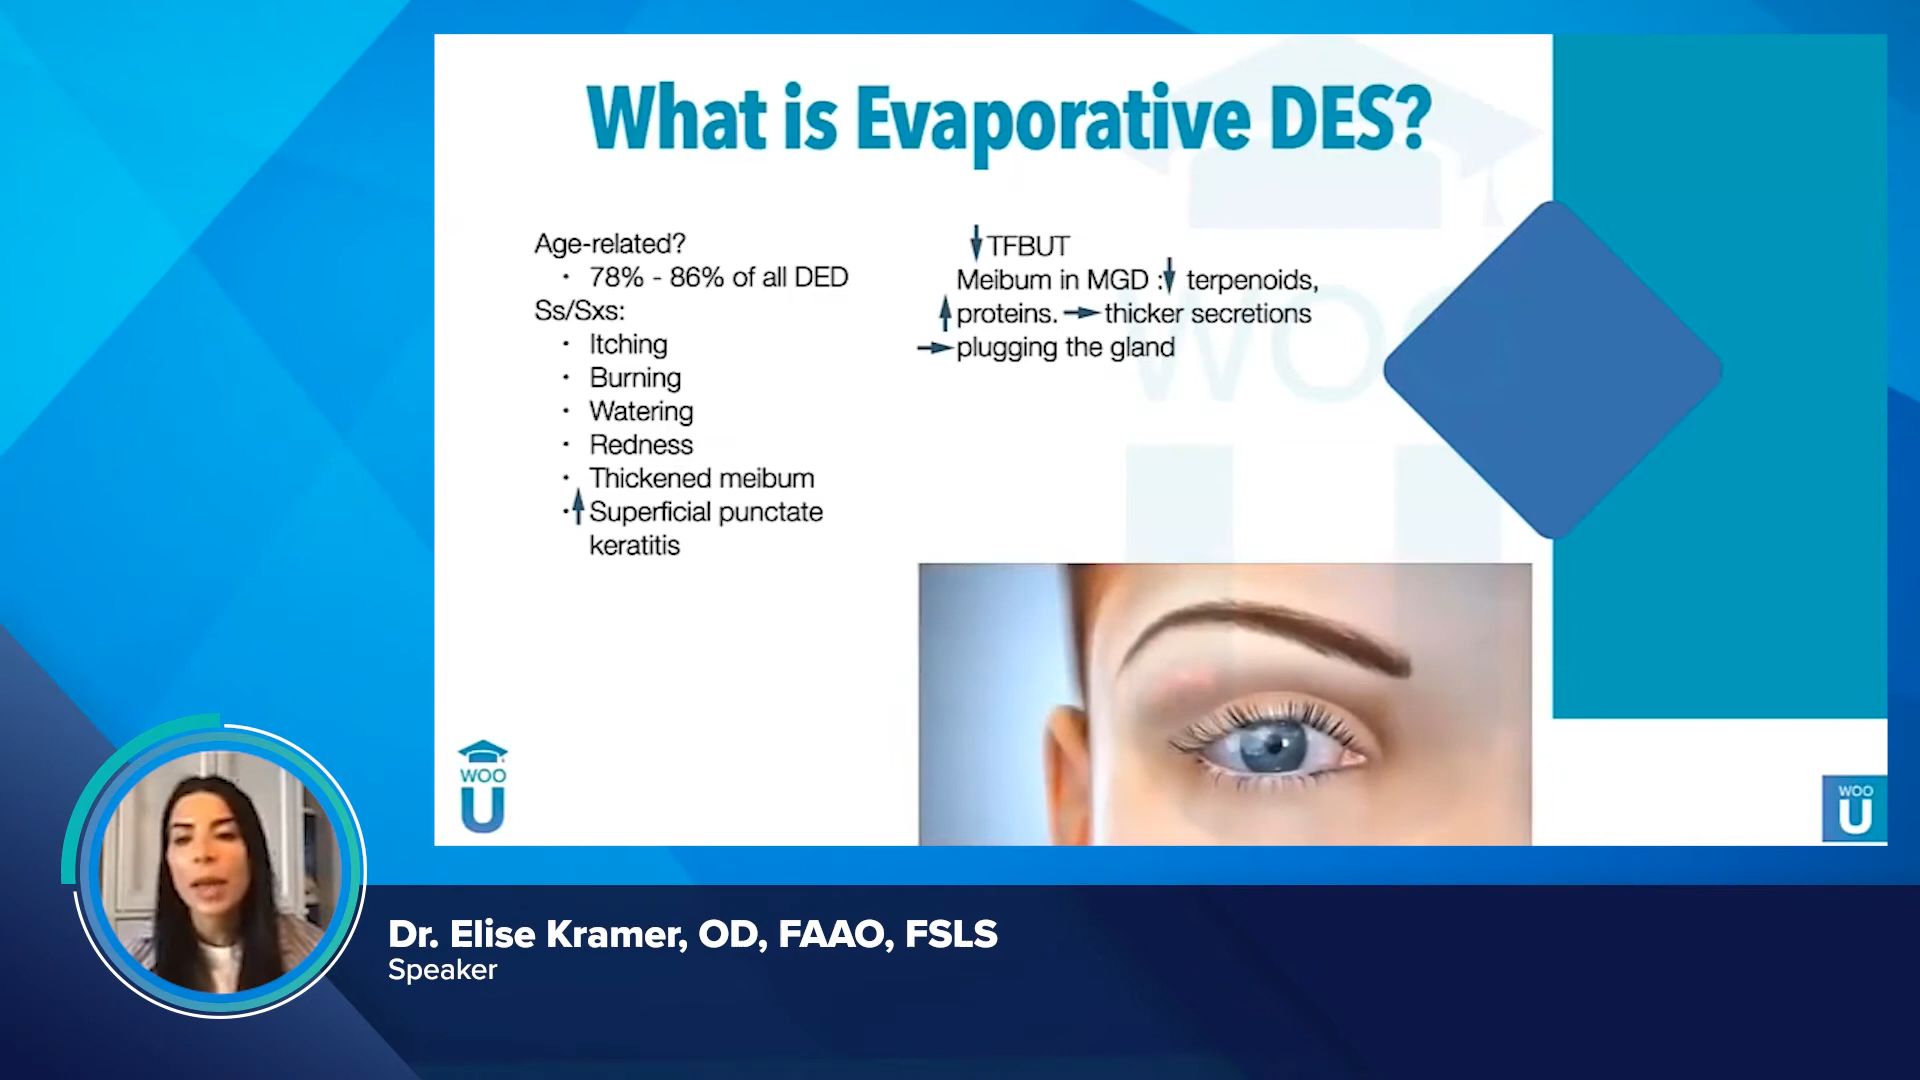 What is Evaporative DES?
Age-related?
· 78% - 86% of all DED
Ss/Sxs:
· Itching
· Burning
· Watering
· Redness
· Thickened meibum
·↑ Superficial punctate
keratitis
↓ TFBUT
Meibum in MGD :↓ terpenoids,
↑ proteins. → thicker secretions
→ plugging the gland
WOO
U
WOO
U
WOO
U
Dr. Elise Kramer, OD, FAAO, FSLS
Speaker